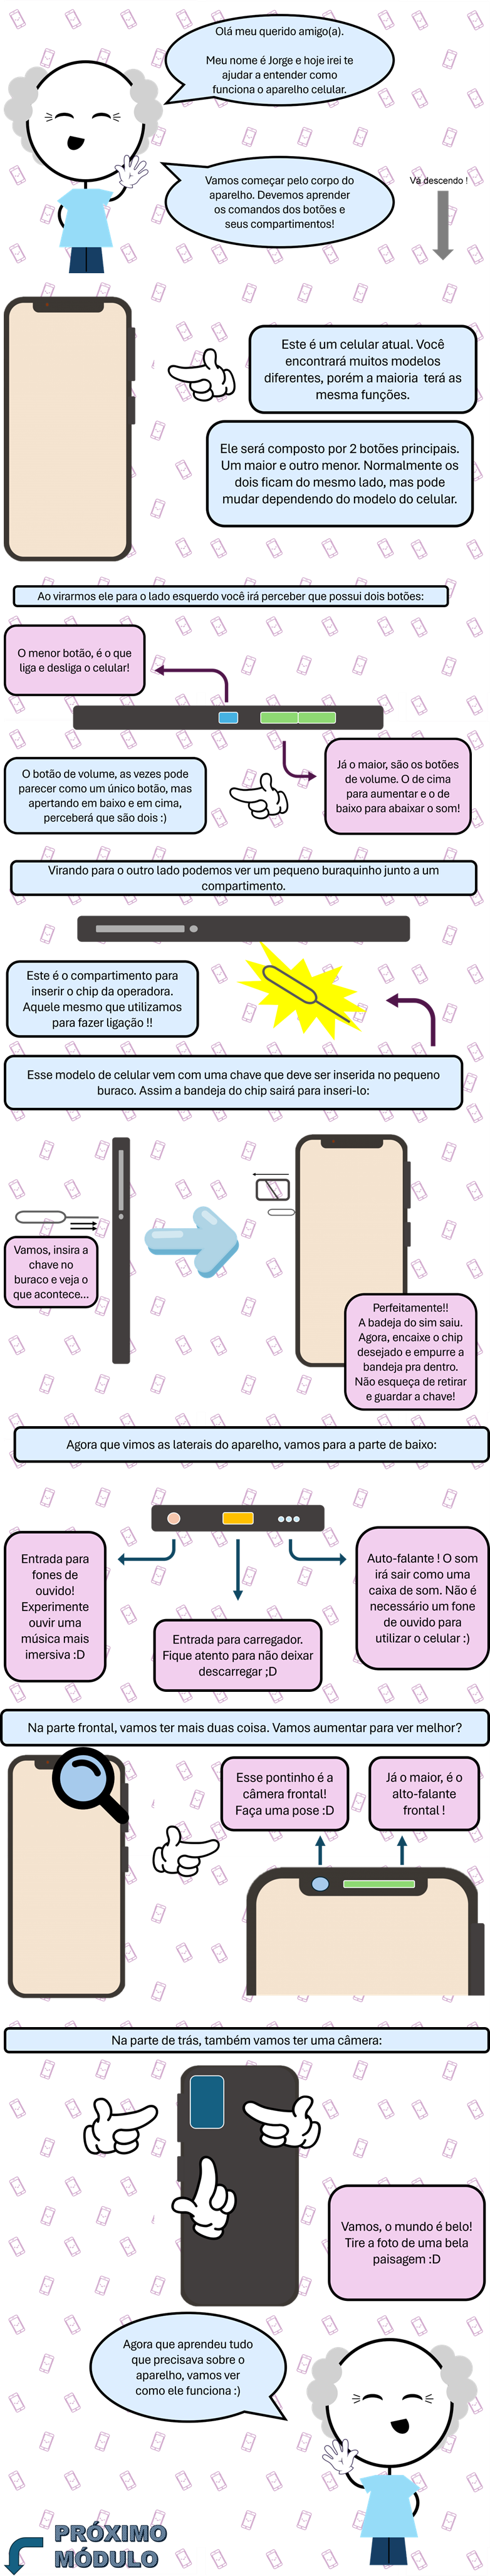 Olá meu querido amigo(a).
Meu nome é Jorge e hoje irei te
ajudar a entender como
funciona o aparelho celular.
Vamos começar pelo corpo do
aparelho. Devemos aprender
os comandos dos botões e
seus compartimentos!
Vá descendo !
Este é um celular atual. Você
encontrará muitos modelos
diferentes, porém a maioria  terá as
mesma funções.
Ele será composto por 2 botões principais.
Um maior e outro menor. Normalmente os
dois ficam do mesmo lado, mas pode
mudar dependendo do modelo do celular.
Ao virarmos ele para o lado esquerdo você irá perceber que possui dois botões:
O menor botão, é o que
liga e desliga o celular!
Já o maior, são os botões
de volume. O de cima
para aumentar e o de
baixo para abaixar o som!
O botão de volume, as vezes pode
parecer como um único botão, mas
apertando em baixo e em cima,
perceberá que são dois :)
Virando para o outro lado podemos ver um pequeno buraquinho junto a um
compartimento.
Este é o compartimento para
inserir o chip da operadora.
Aquele mesmo que utilizamos
para fazer ligação !!
Esse modelo de celular vem com uma chave que deve ser inserida no pequeno
buraco. Assim a bandeja do chip sairá para inseri-lo:
Vamos, insira a
chave no
buraco e veja o
que acontece...
Perfeitamente!!
A badeja do sim saiu.
Agora, encaixe o chip
desejado e empurre a
bandeja pra dentro.
Não esqueça de retirar
e guardar a chave!
Agora que vimos as laterais do aparelho, vamos para a parte de baixo:
Entrada para
fones de
ouvido!
Experimente
ouvir uma
música mais
imersiva :D
Entrada para carregador.
Fique atento para não deixar
descarregar ;D
Auto-falante ! O som
irá sair como uma
caixa de som. Não é
necessário um fone
de ouvido para
utilizar o celular :)
Na parte frontal, vamos ter mais duas coisa. Vamos aumentar para ver melhor?
Esse pontinho é a
câmera frontal!
Faça uma pose :D
Já o maior, é o
alto-falante
frontal !
Na parte de trás, também vamos ter uma câmera:
Vamos, o mundo é belo!
Tire a foto de uma bela
paisagem :D
Agora que aprendeu tudo
que precisava sobre o
aparelho, vamos ver
como ele funciona :)
PRÓXIMO
MÓDULO